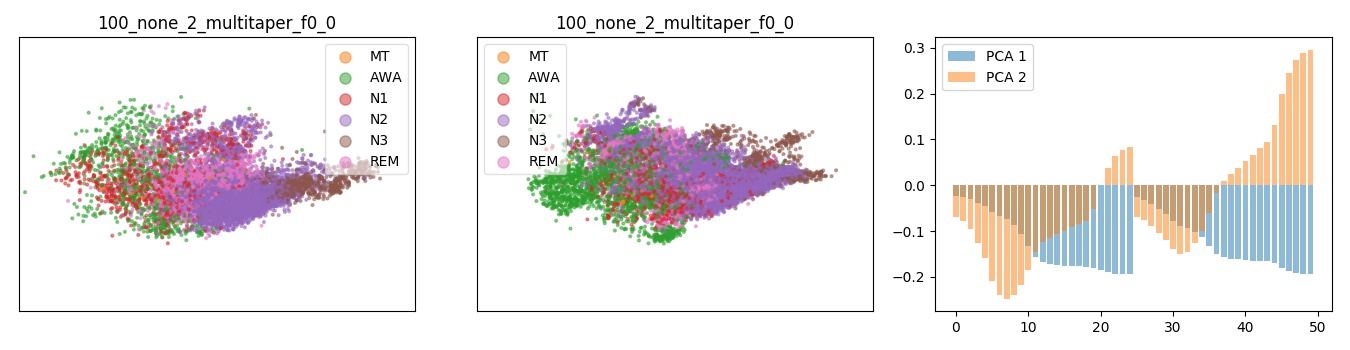 100_none_2_multitaper_f0_0
MT
AWA
N1
N2
N3
REM
100_none_2_multitaper_f0_0
MT
AWA
N1
N2
N3
REM
PCA 1
PCA 2
0.3
0.2
0.1
0.0
−0.1
−0.2
0 10 20 30 40 50